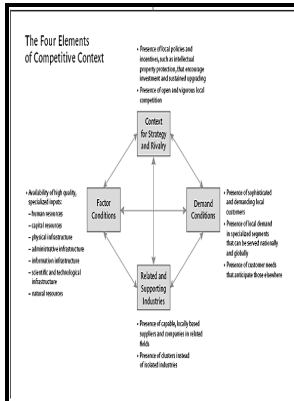 The Four Elements
of Competitive Context
• Presence of local policies and
incentives, such as intellectual
property protection, that encourage
investment and sustained upgrading
• Presence of open and vigorous local
competition
Context
for Strategy
and Rivalry
• Availability of high quality,
specialized inputs:
– human resources
– capital resources
– physical infrastructure
– administrative infrastructure
– information infrastructure
– scientific and technological
infrastructure
– natural resources
Factor
Conditions
Demand
Conditions
• Presence of sophisticated
and demanding local
customers
• Presence of local demand
in specialized segments
that can be served nationally
and globally
• Presence of customer needs
that anticipate those elsewhere
Related and
Supporting
Industries
• Presence of capable, locally based
suppliers and companies in related
fields
• Presence of clusters instead of
isolated industries